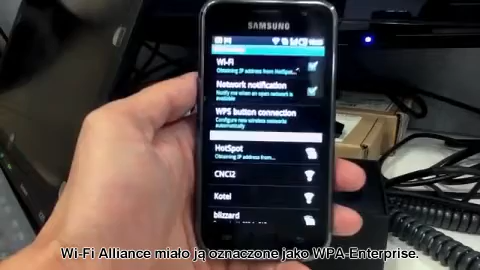 SAMSUNG
Wi-Fi
Obtaining IP address from HotSpot...
Network notification
Notify me when an open network is
available
WPS button connection
Configure new wireless networks
automatically
HotSpot
Obtaining IP address from...
CNCI2
Kotel
blizzard
Wi-Fi Alliance miało ją oznaczone jako WPA-Enterprise.